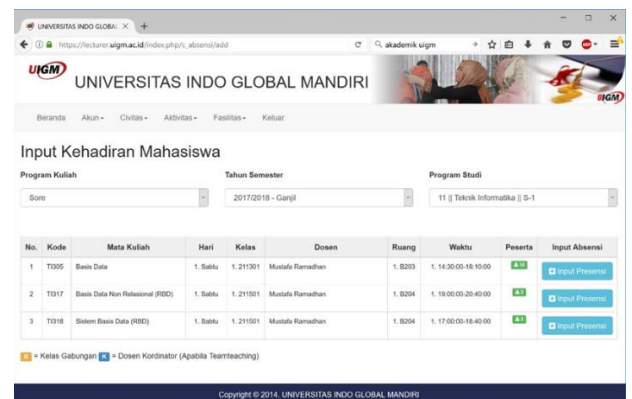 UNIVERSITAS INDO GLOBAL
https://lecturer.uigm.ac.id/index.php/c_absensi/add
akademik uigm
UIGM
UNIVERSITAS INDO GLOBAL MANDIRI
UIGM
Beranda Akun Civitas Aktivitas Fasilitas Keluar
Input Kehadiran Mahasiswa
Program Kuliah Tahun Semester Program Studi
Sore 2017/2018 - Ganjil 11 || Teknik Informatika || S-1
No. Kode Mata Kuliah Hari Kelas Dosen Ruang Waktu Peserta Input Absensi
1 TI305 Basis Data 1. Sabtu 1. 211301 Mustafa Ramadhan 1. B203 1. 14:30:00-16:10:00 Input Presensi
2 TI317 Basis Data Non Relasional (RBD) 1. Sabtu 1. 211501 Mustafa Ramadhan 1. B204 1. 19:00:00-20:40:00 Input Presensi
3 TI318 Sistem Basis Data (RBD) 1. Sabtu 1. 211501 Mustafa Ramadhan 1. B204 1. 17:00:00-18:40:00 Input Presensi
= Kelas Gabungan K = Dosen Kordinator (Apabila Teamteaching)
Copyright © 2014. UNIVERSITAS INDO GLOBAL MANDIRI